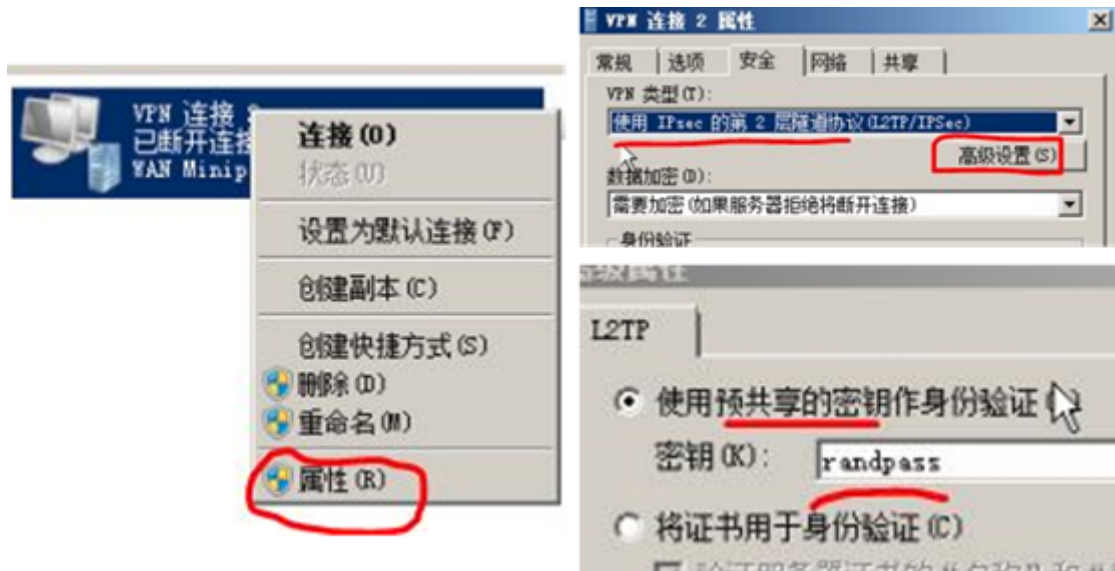 VPN 连接
已断开连接
WAN Minip
连接(O)
状态(U)
设置为默认连接(F)
创建副本(C)
创建快捷方式(S)
删除(D)
重命名(M)
属性(R)
VPN 连接 2 属性
常规 选项 安全 网络 共享
VPN 类型(T):
使用 IPsec 的第 2 层隧道协议(L2TP/IPSec)
高级设置(S)
数据加密(D):
需要加密(如果服务器拒绝将断开连接)
身份验证
高级属性
L2TP
使用预共享的密钥作身份验证
密钥(K):
randpass
将证书用于身份验证(C)